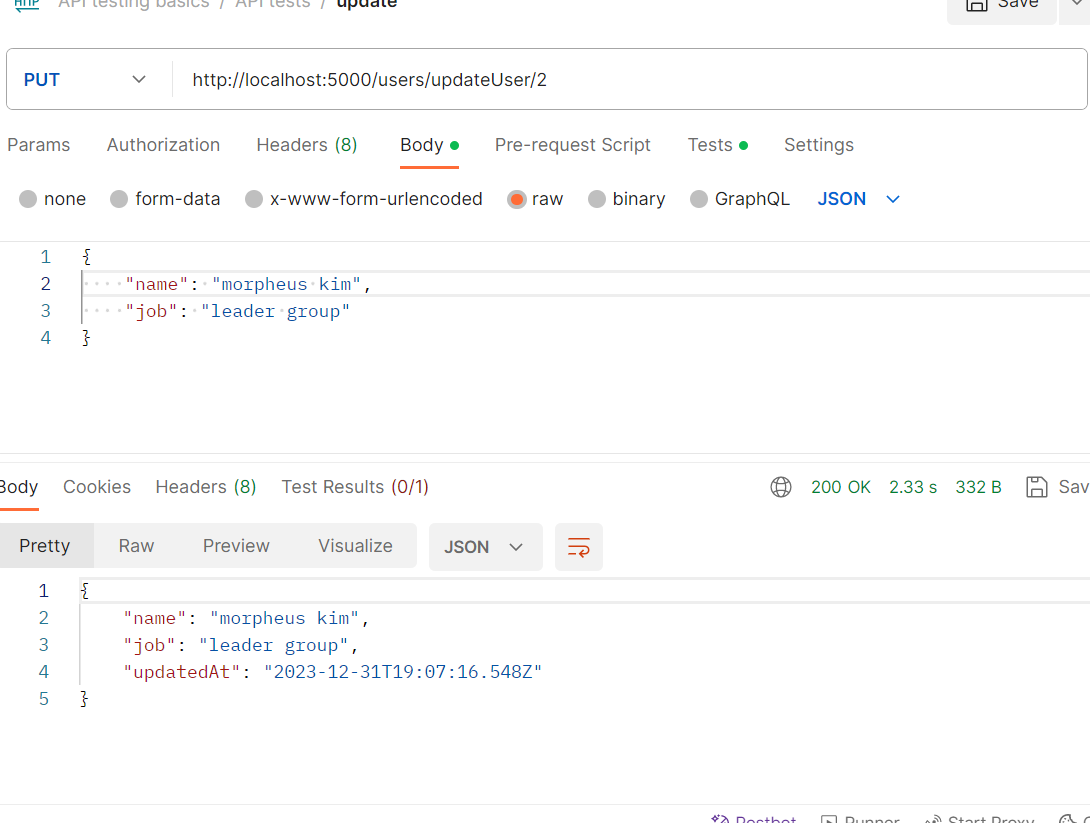 HTTP API testing basics / API tests / update Save
PUT http://localhost:5000/users/updateUser/2
Params Authorization Headers (8) Body Pre-request Script Tests Settings
none form-data x-www-form-urlencoded raw binary GraphQL JSON
1 {
2 "name": "morpheus kim",
3 "job": "leader group"
4 }
Body Cookies Headers (8) Test Results (0/1) 200 OK 2.33 s 332 B Sav
Pretty Raw Preview Visualize JSON
1 {
2 "name": "morpheus kim",
3 "job": "leader group",
4 "updatedAt": "2023-12-31T19:07:16.548Z"
5 }
Postbot Runner Start Proxy